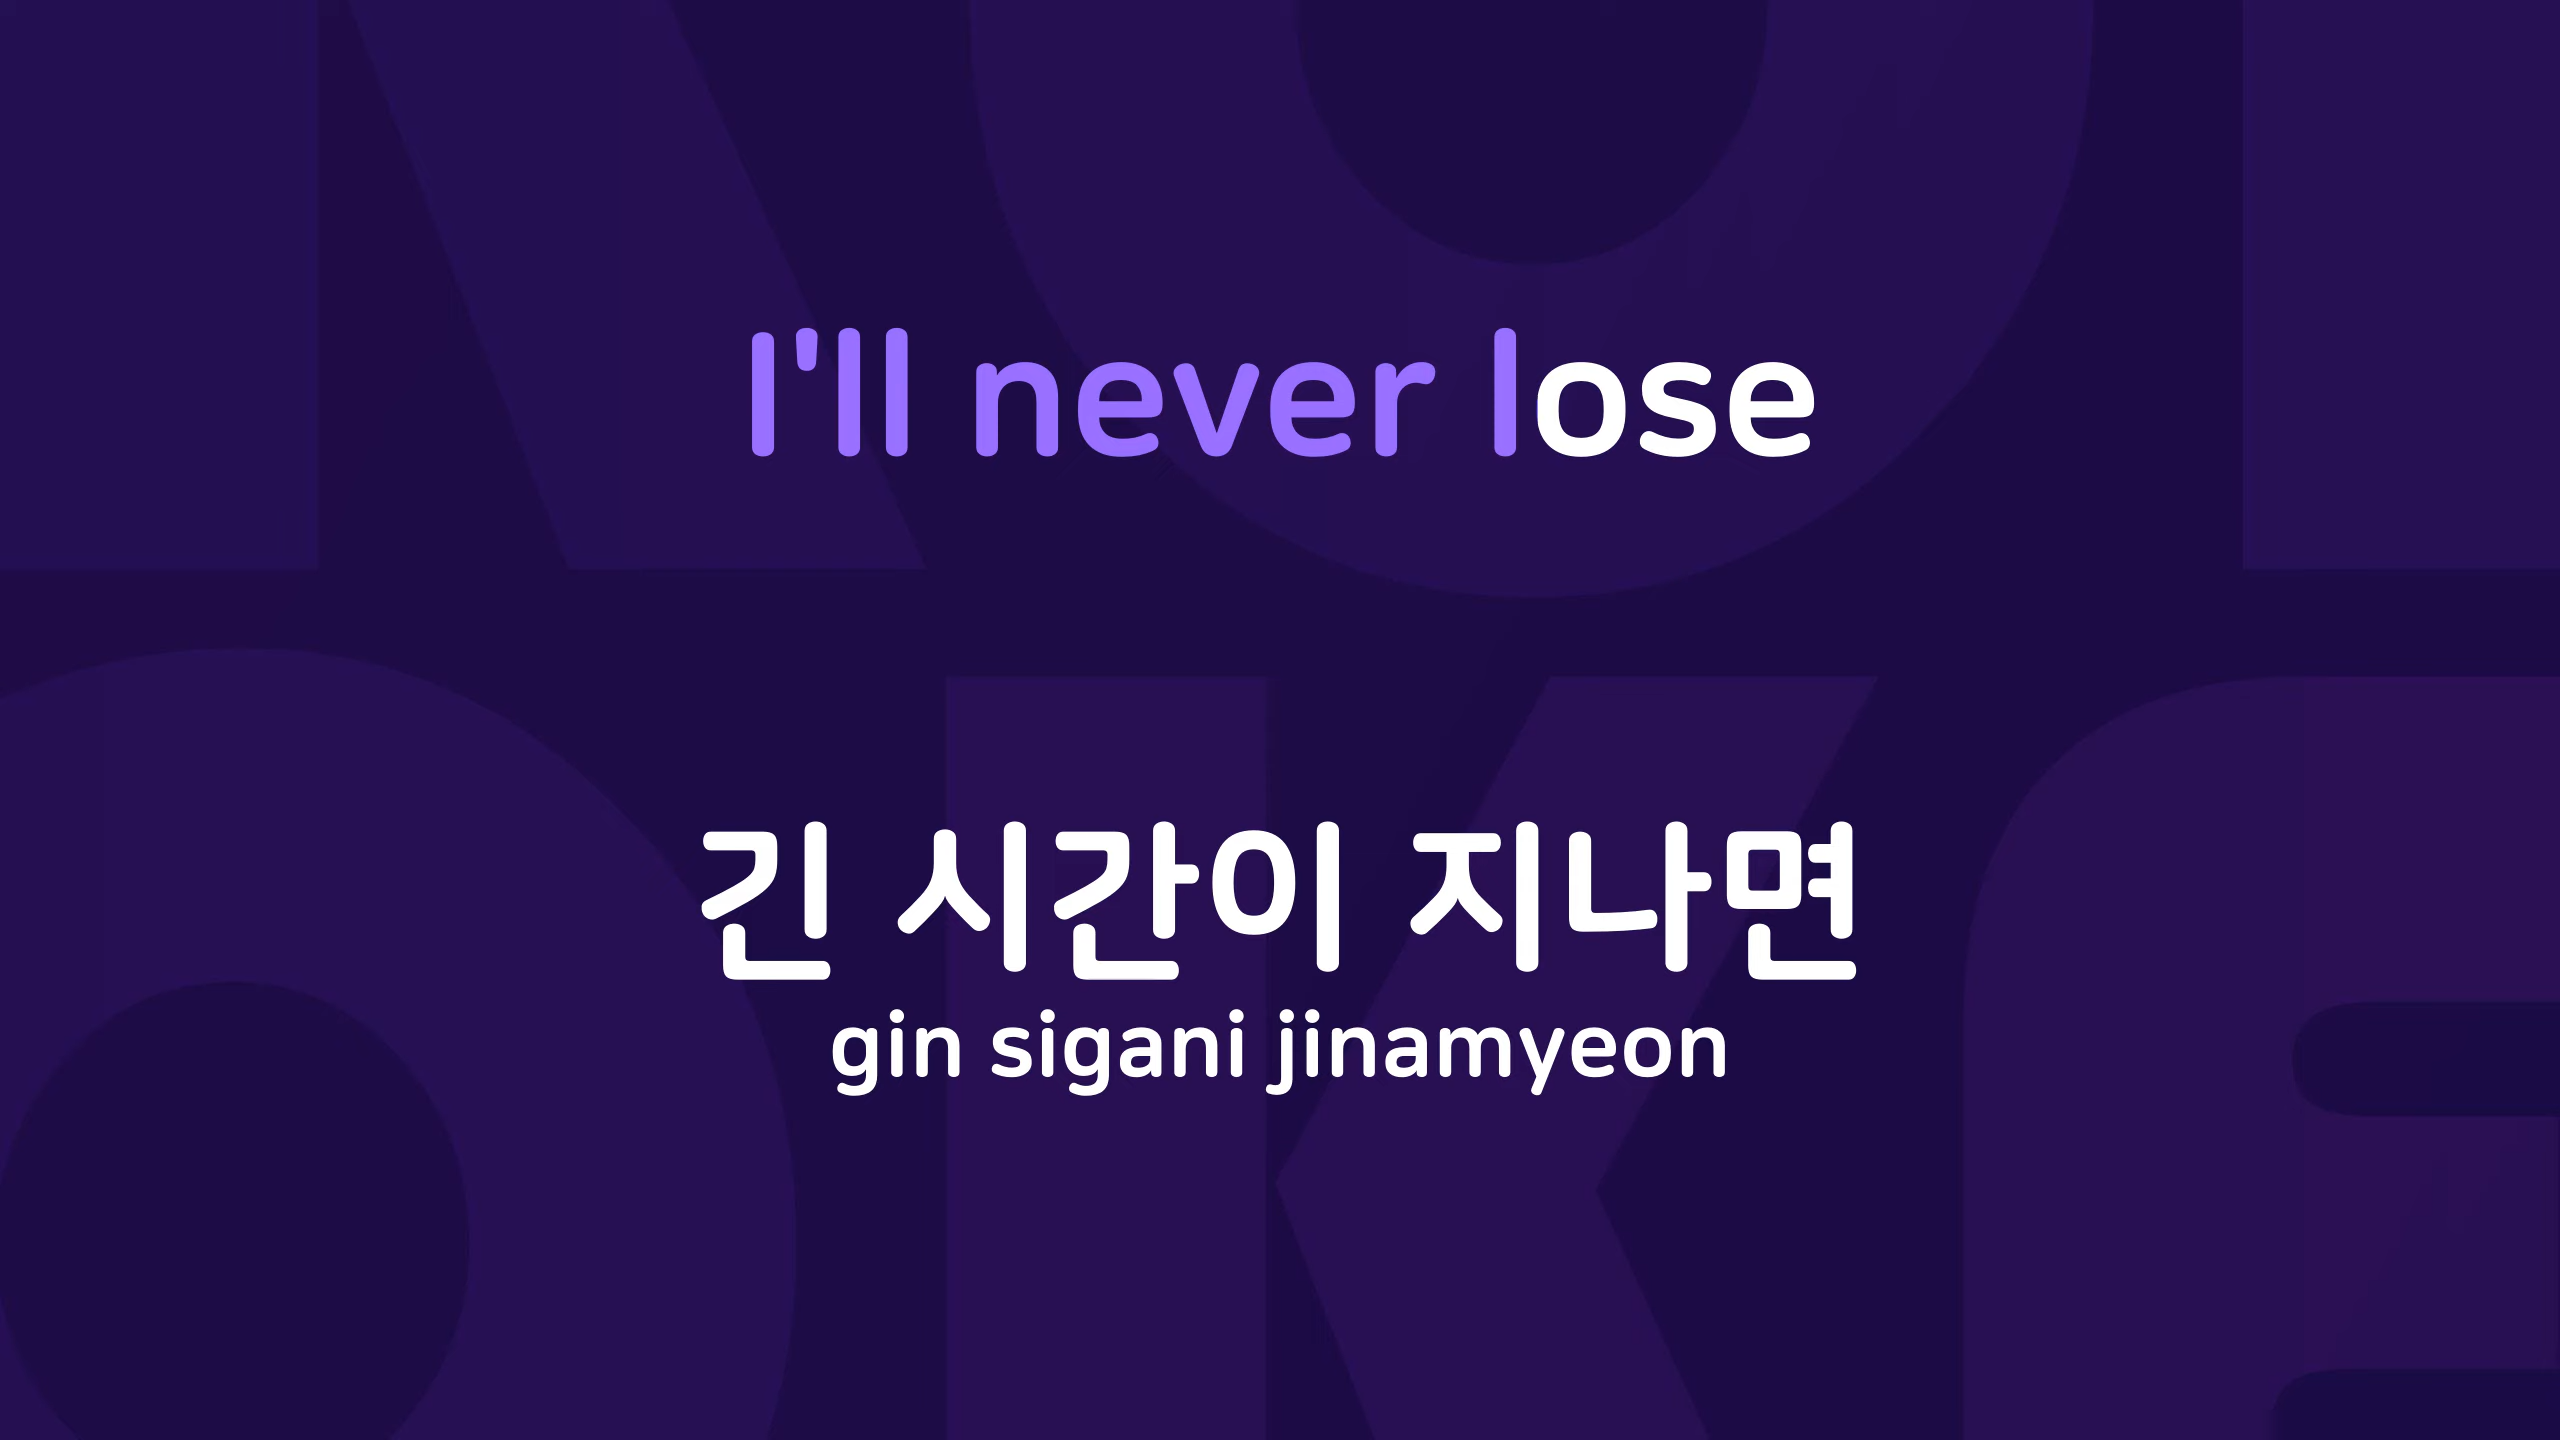 I'll never lose
긴 시간이 지나면
gin sigani jinamyeon